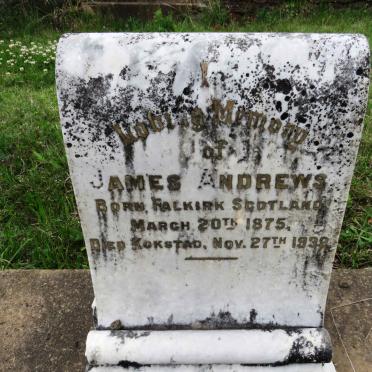 In Loving Memory
of
JAMES ANDREWS
BORN, FALKIRK SCOTLAND,
MARCH 20TH 1875.
DIED KOKSTAD, NOV. 27TH 1938.